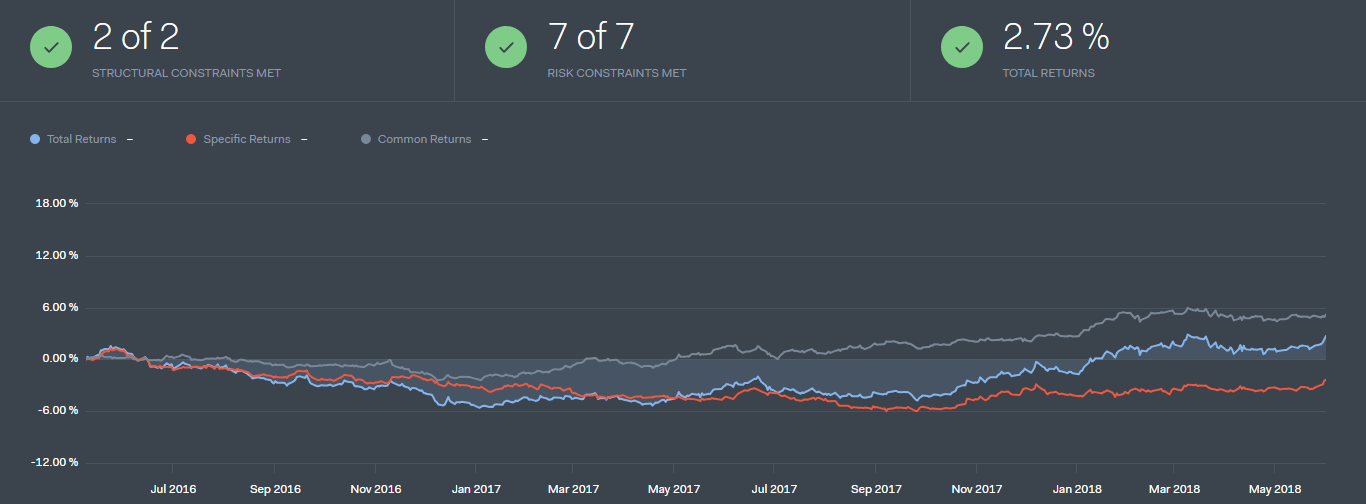 2 of 2
STRUCTURAL CONSTRAINTS MET
7 of 7
RISK CONSTRAINTS MET
2.73 %
TOTAL RETURNS
Total Returns – Specific Returns – Common Returns –
18.00 %
12.00 %
6.00 %
0.00 %
-6.00 %
-12.00 %
Jul 2016 Sep 2016 Nov 2016 Jan 2017 Mar 2017 May 2017 Jul 2017 Sep 2017 Nov 2017 Jan 2018 Mar 2018 May 2018